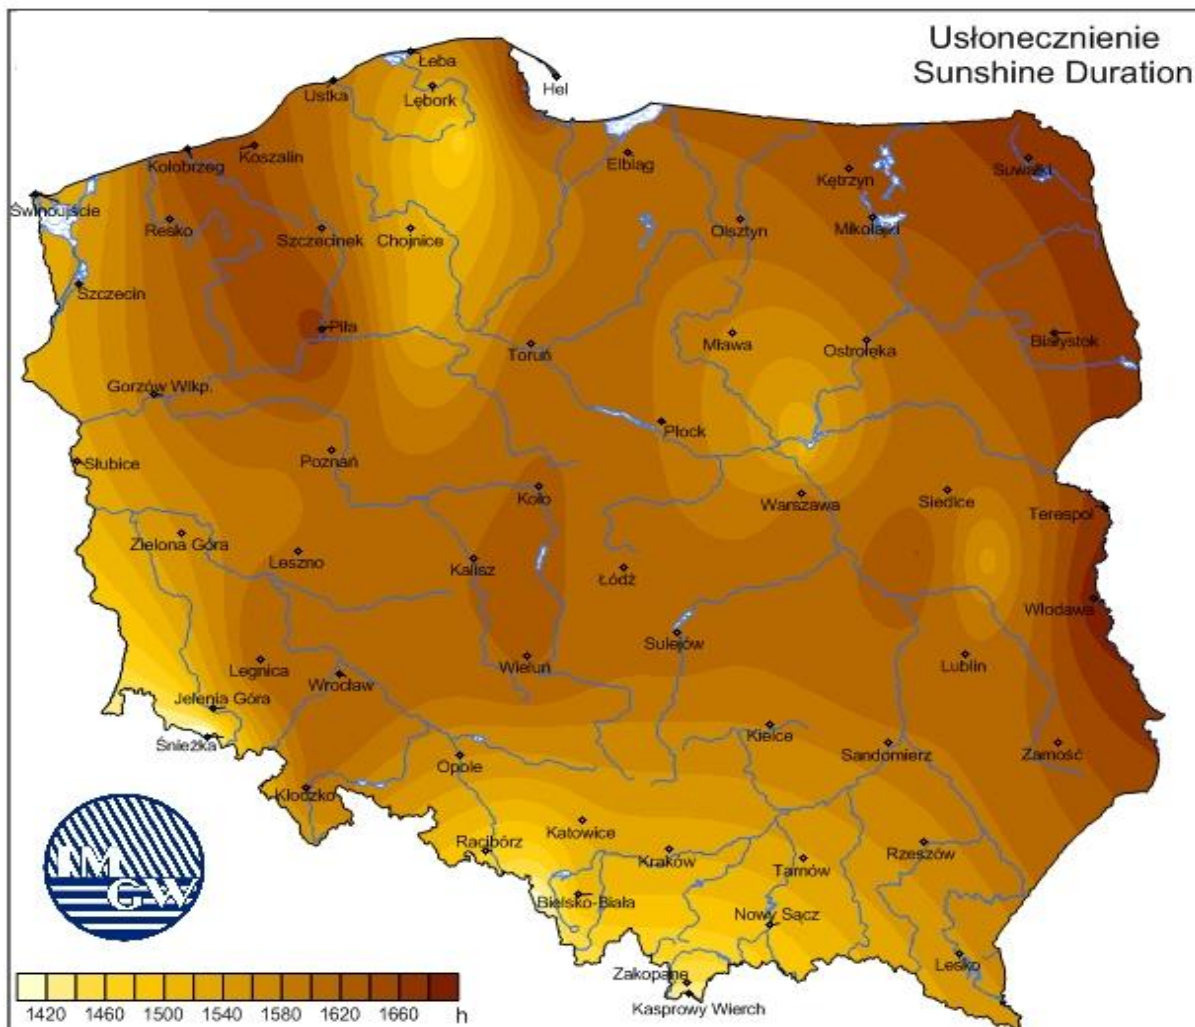 Usłonecznienie
Sunshine Duration
Łeba
Ustka
Lębork
Hel
Kołobrzeg
Koszalin
Elbląg
Kętrzyn
Suwałki
Świnoujście
Resko
Szczecinek
Chojnice
Olsztyn
Mikołajki
Szczecin
Piła
Toruń
Mława
Ostrołęka
Białystok
Gorzów Wlkp.
Płock
Słubice
Poznań
Koło
Warszawa
Siedlce
Terespol
Zielona Góra
Leszno
Kalisz
Łódź
Włodawa
Sulejów
Legnica
Wrocław
Wieluń
Lublin
Jelenia Góra
Śnieżka
Kielce
Sandomierz
Zamość
Opole
Kłodzko
Katowice
Racibórz
Kraków
Tarnów
Rzeszów
IM
GW
Bielsko-Biała
Nowy Sącz
Lesko
Zakopane
Kasprowy Wierch
1420 1460 1500 1540 1580 1620 1660 h